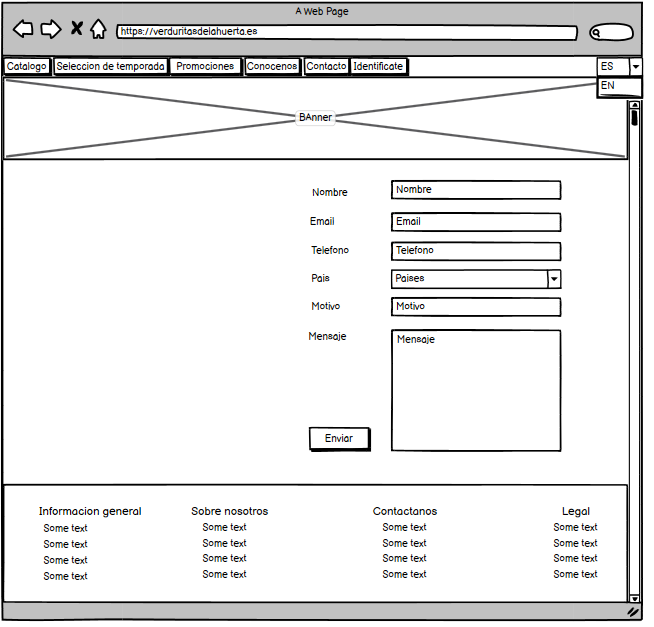 A Web Page
https://verduritasdelahuerta.es
Catalogo Seleccion de temporada Promociones Conocenos Contacto Identificate ES
EN
BAnner
Nombre Nombre
Email Email
Telefono Telefono
Pais Paises
Motivo Motivo
Mensaje Mensaje
Enviar
Informacion general Sobre nosotros Contactanos Legal
Some text Some text Some text Some text
Some text Some text Some text Some text
Some text Some text Some text Some text
Some text Some text Some text Some text